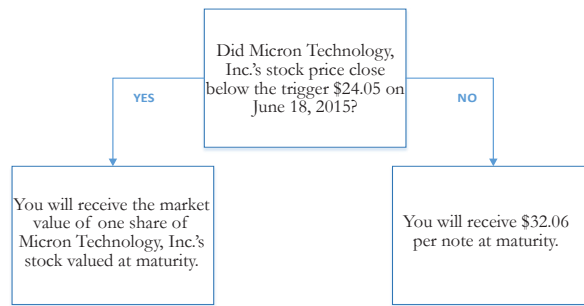 Did Micron Technology,
Inc.'s stock price close
below the trigger $24.05 on
June 18, 2015?
YES
NO
You will receive the market
value of one share of
Micron Technology, Inc.'s
stock valued at maturity.
You will receive $32.06
per note at maturity.